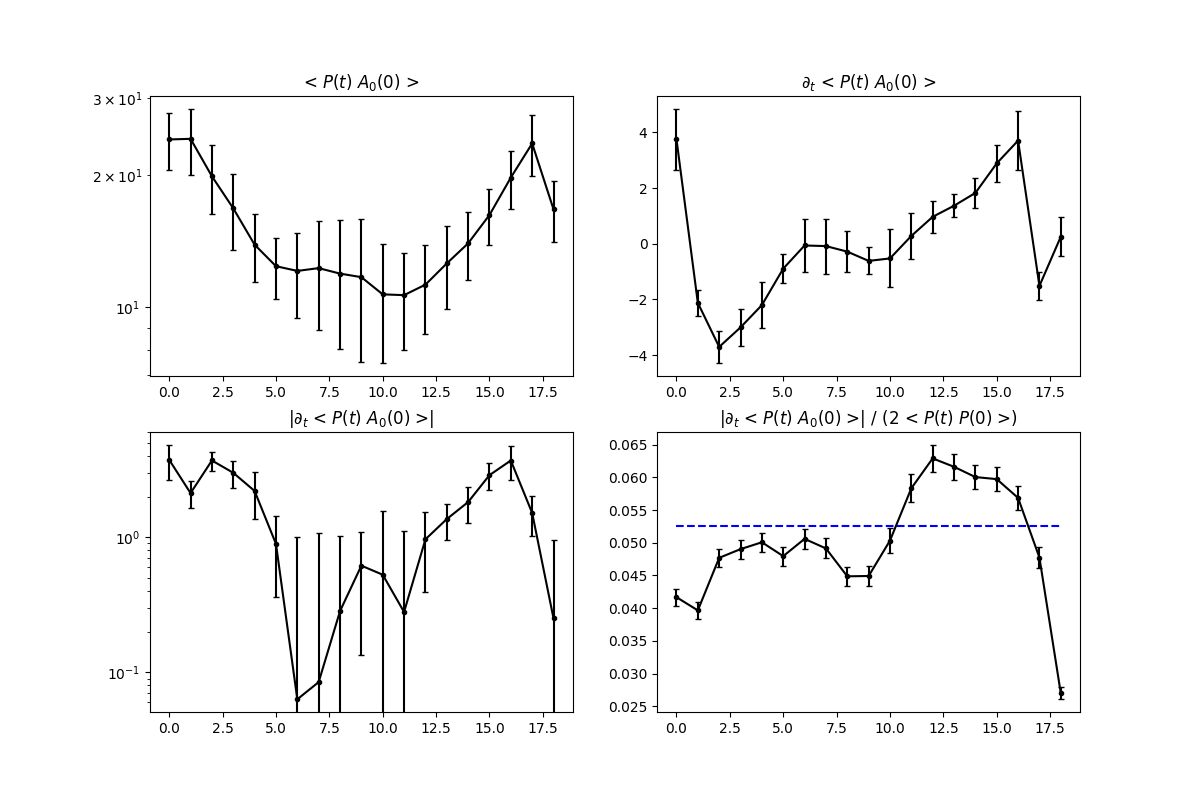 < P(t) A₀(0) >
3 × 10¹
2 × 10¹
10¹
0.0 2.5 5.0 7.5 10.0 12.5 15.0 17.5
∂ₜ < P(t) A₀(0) >
4
2
0
−2
−4
0.0 2.5 5.0 7.5 10.0 12.5 15.0 17.5
|∂ₜ < P(t) A₀(0) >|
10⁰
10⁻¹
0.0 2.5 5.0 7.5 10.0 12.5 15.0 17.5
|∂ₜ < P(t) A₀(0) >| / (2 < P(t) P(0) >)
0.065
0.060
0.055
0.050
0.045
0.040
0.035
0.030
0.025
0.0 2.5 5.0 7.5 10.0 12.5 15.0 17.5